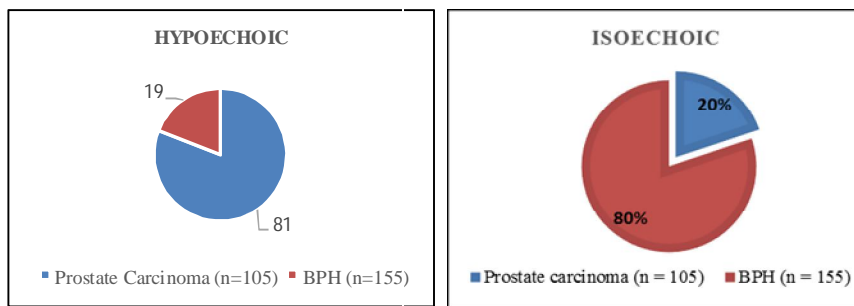 HYPOECHOIC
19
81
Prostate Carcinoma (n=105) BPH (n=155)
ISOECHOIC
20%
80%
Prostate carcinoma (n = 105) BPH (n = 155)